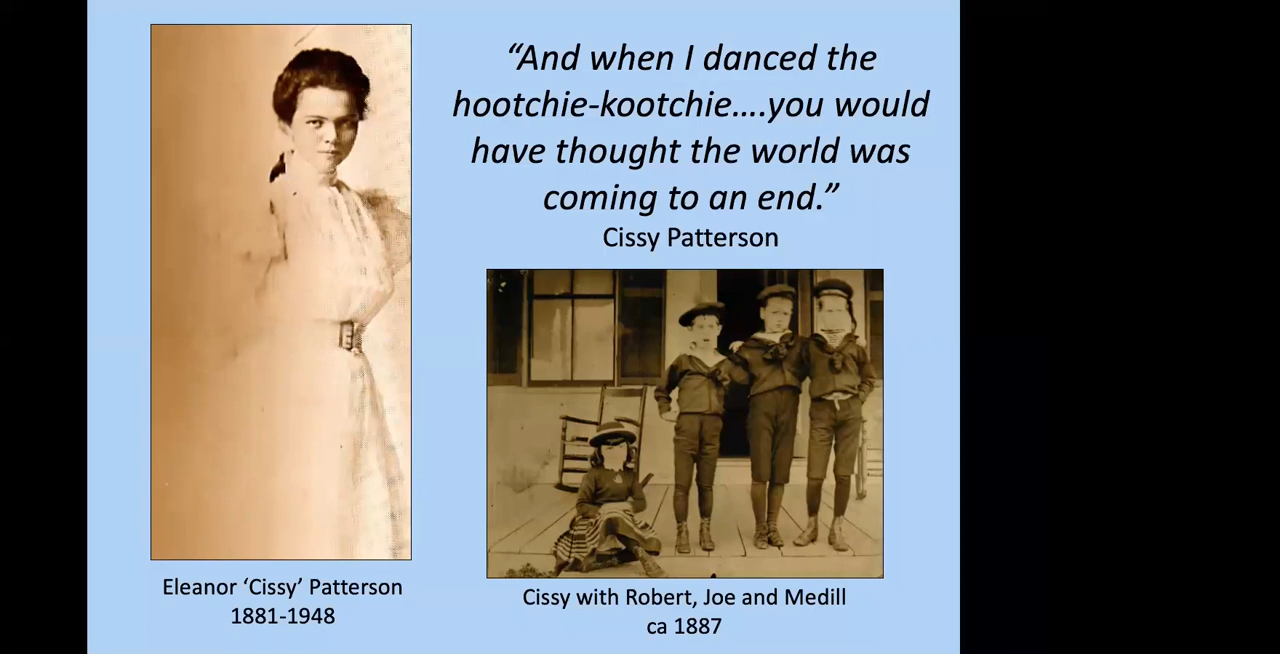 “And when I danced the
hootchie-kootchie....you would
have thought the world was
coming to an end.”
Cissy Patterson
Eleanor ‘Cissy’ Patterson
1881-1948
Cissy with Robert, Joe and Medill
ca 1887